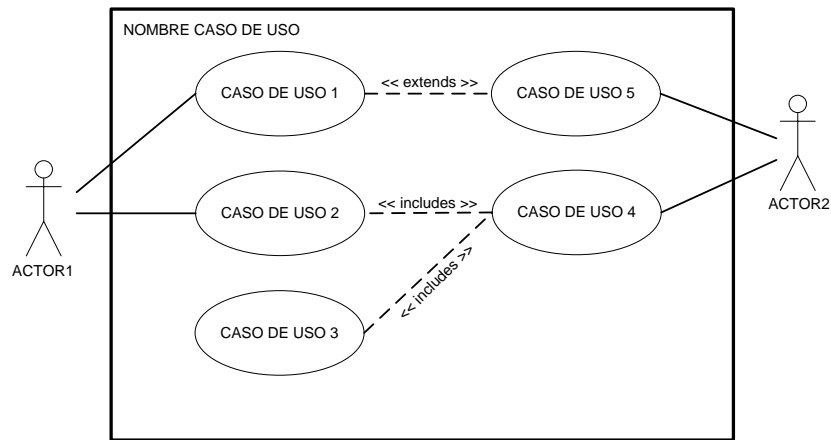 NOMBRE CASO DE USO
CASO DE USO 1
<< extends >>
CASO DE USO 5
ACTOR2
CASO DE USO 2
<< includes >>
CASO DE USO 4
ACTOR1
<< includes >>
CASO DE USO 3